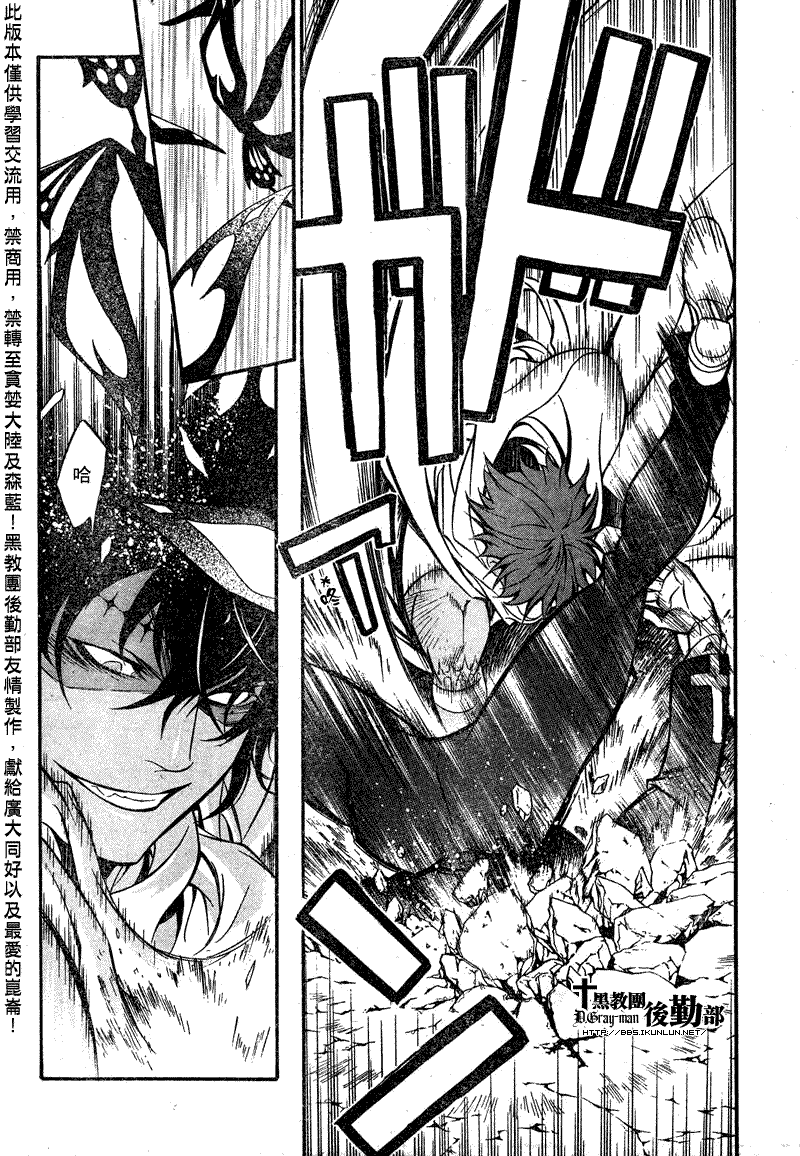 此版本僅供學習交流用，禁商用，禁轉至貪婪大陸及森藍！黑教團後勤部友情製作，獻給廣大同好以及最愛的崑崙！
ガ
ド
*咚
哈
黑教團
D.Gray-man 後勤部
HTTP://BBS.IKUNLUN.NET/